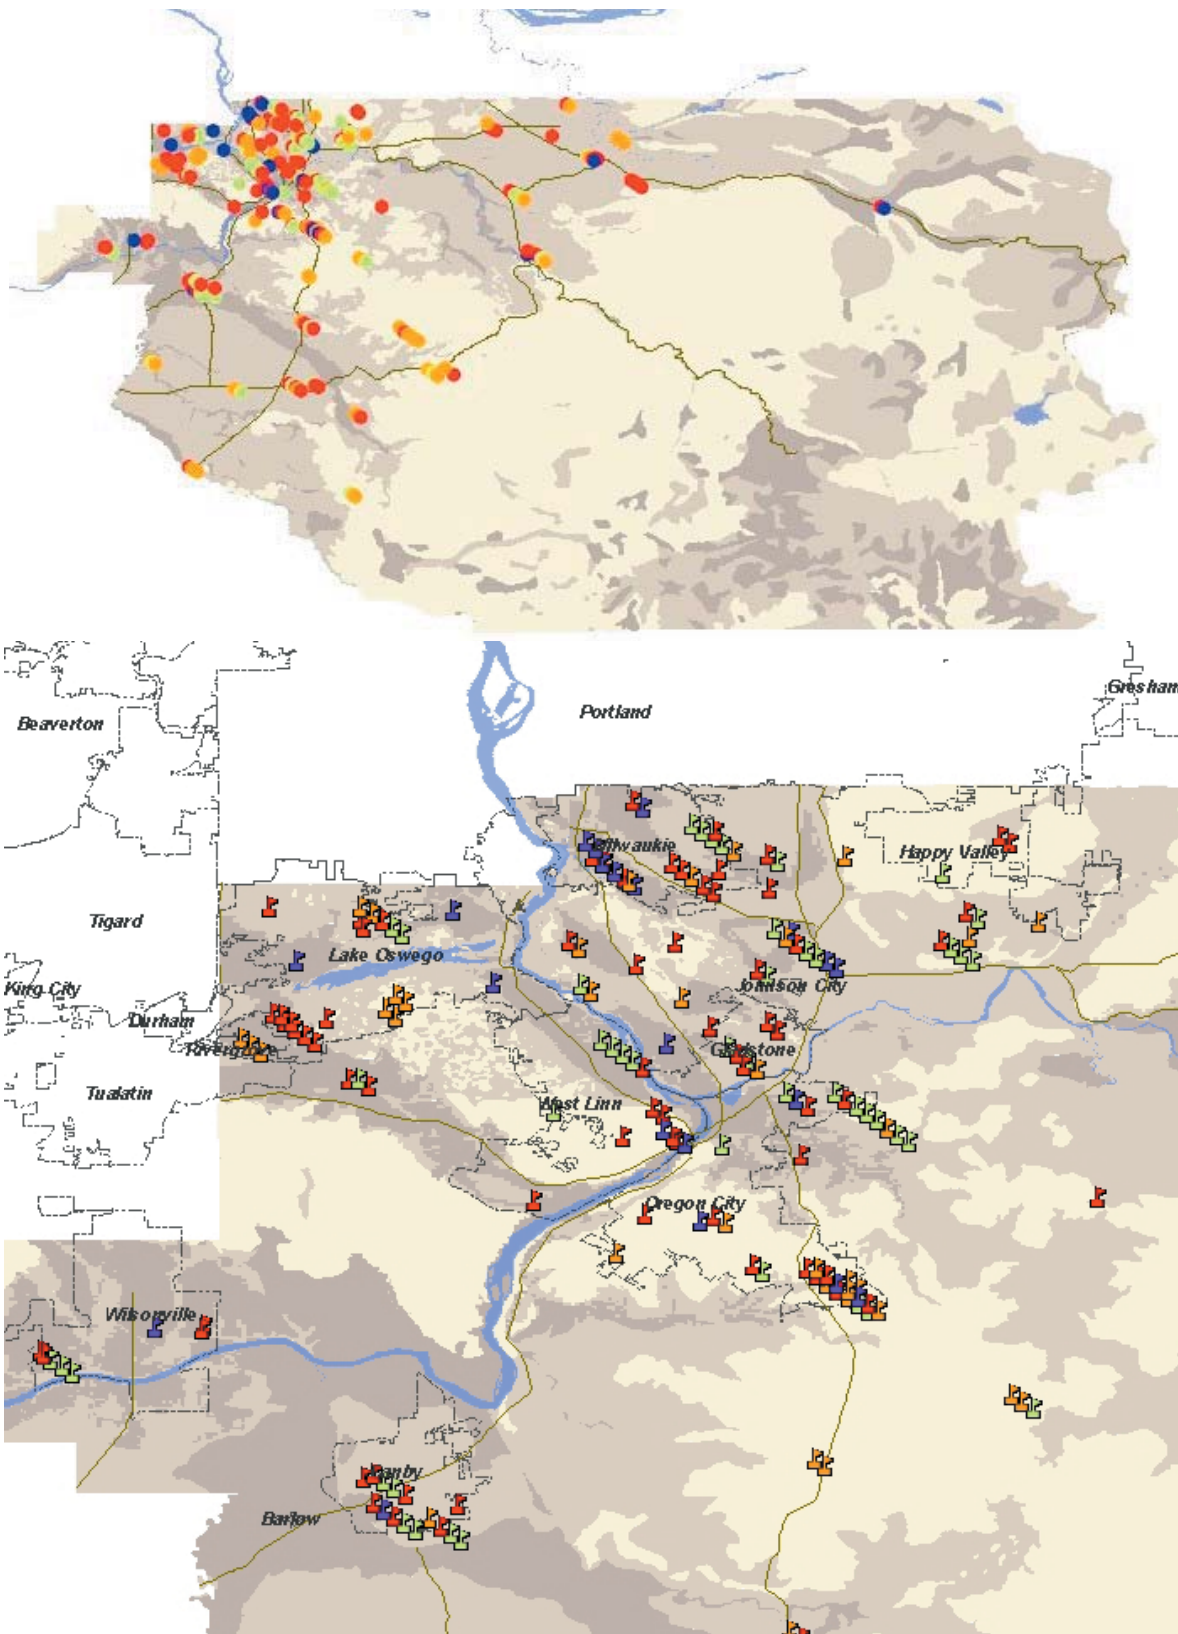 Gresham
Portland
Beaverton
Milwaukie
Happy Valley
Tigard
Lake Oswego
King City
Johnson City
Durham
Rivergrove
Gladstone
Tualatin
West Linn
Oregon City
Wilsonville
Canby
Barlow